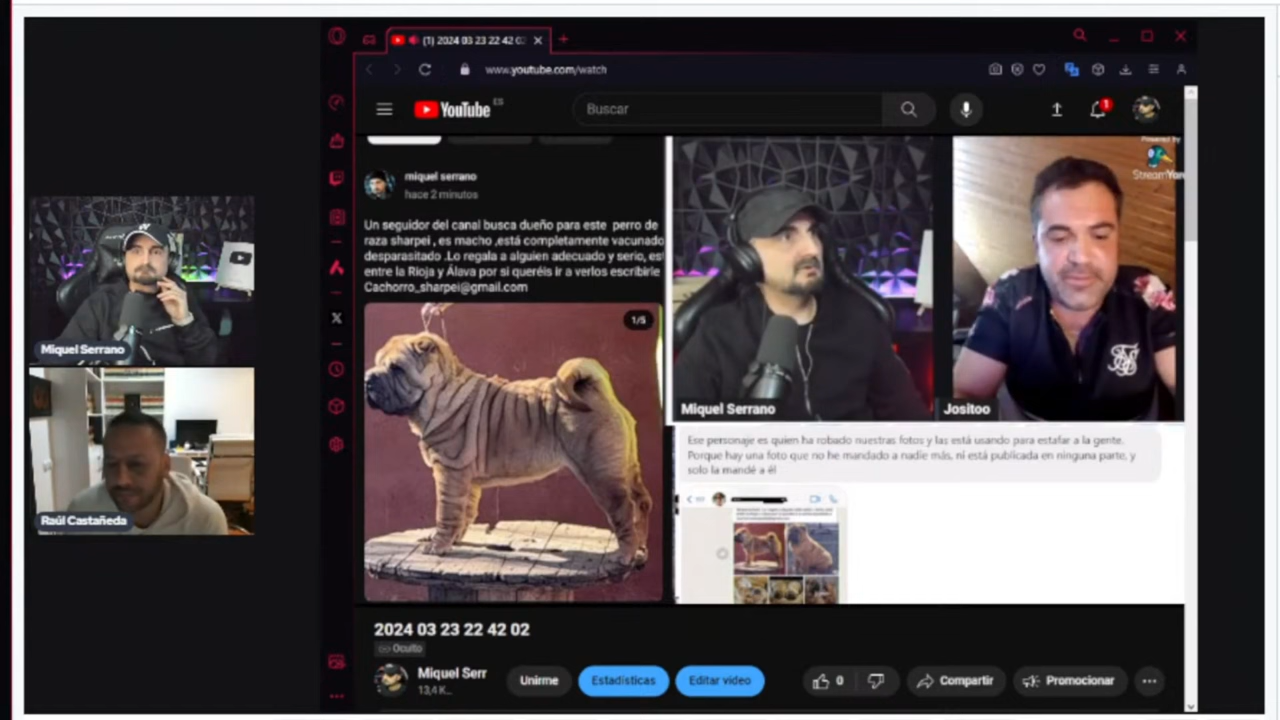 (1) 2024 03 23 22 42 02
www.youtube.com/watch
YouTube ES
Buscar
1
miquel serrano
hace 2 minutos
Un seguidor del canal busca dueño para este perro de
raza sharpei , es macho ,está completamente vacunado
desparasitado .Lo regala a alguien adecuado y serio, est
entre la Rioja y Álava por si queréis ir a verlos escribirle
Cachorro_sharpei@gmail.com
1/5
Powered by
StreamYard
Miquel Serrano
Jositoo
Miquel Serrano
Raúl Castañeda
Ese personaje es quien ha robado nuestras fotos y las está usando para estafar a la gente.
Porque hay una foto que no he mandado a nadie más, ni está publicada en ninguna parte, y
solo la mandé a él
2024 03 23 22 42 02
Oculto
Miquel Serr
13,4 K...
Unirme
Estadísticas
Editar vídeo
0
Compartir
Promocionar